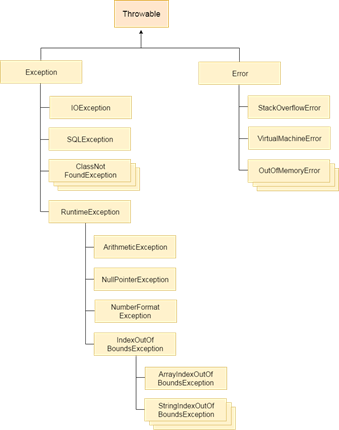 Throwable
Exception
Error
IOException
StackOverflowError
SQLException
VirtualMachineError
ClassNot
FoundException
OutOfMemoryError
RuntimeException
ArithmeticException
NullPointerException
NumberFormat
Exception
IndexOutOf
BoundsException
ArrayIndexOutOf
BoundsException
StringIndexOutOf
BoundsException